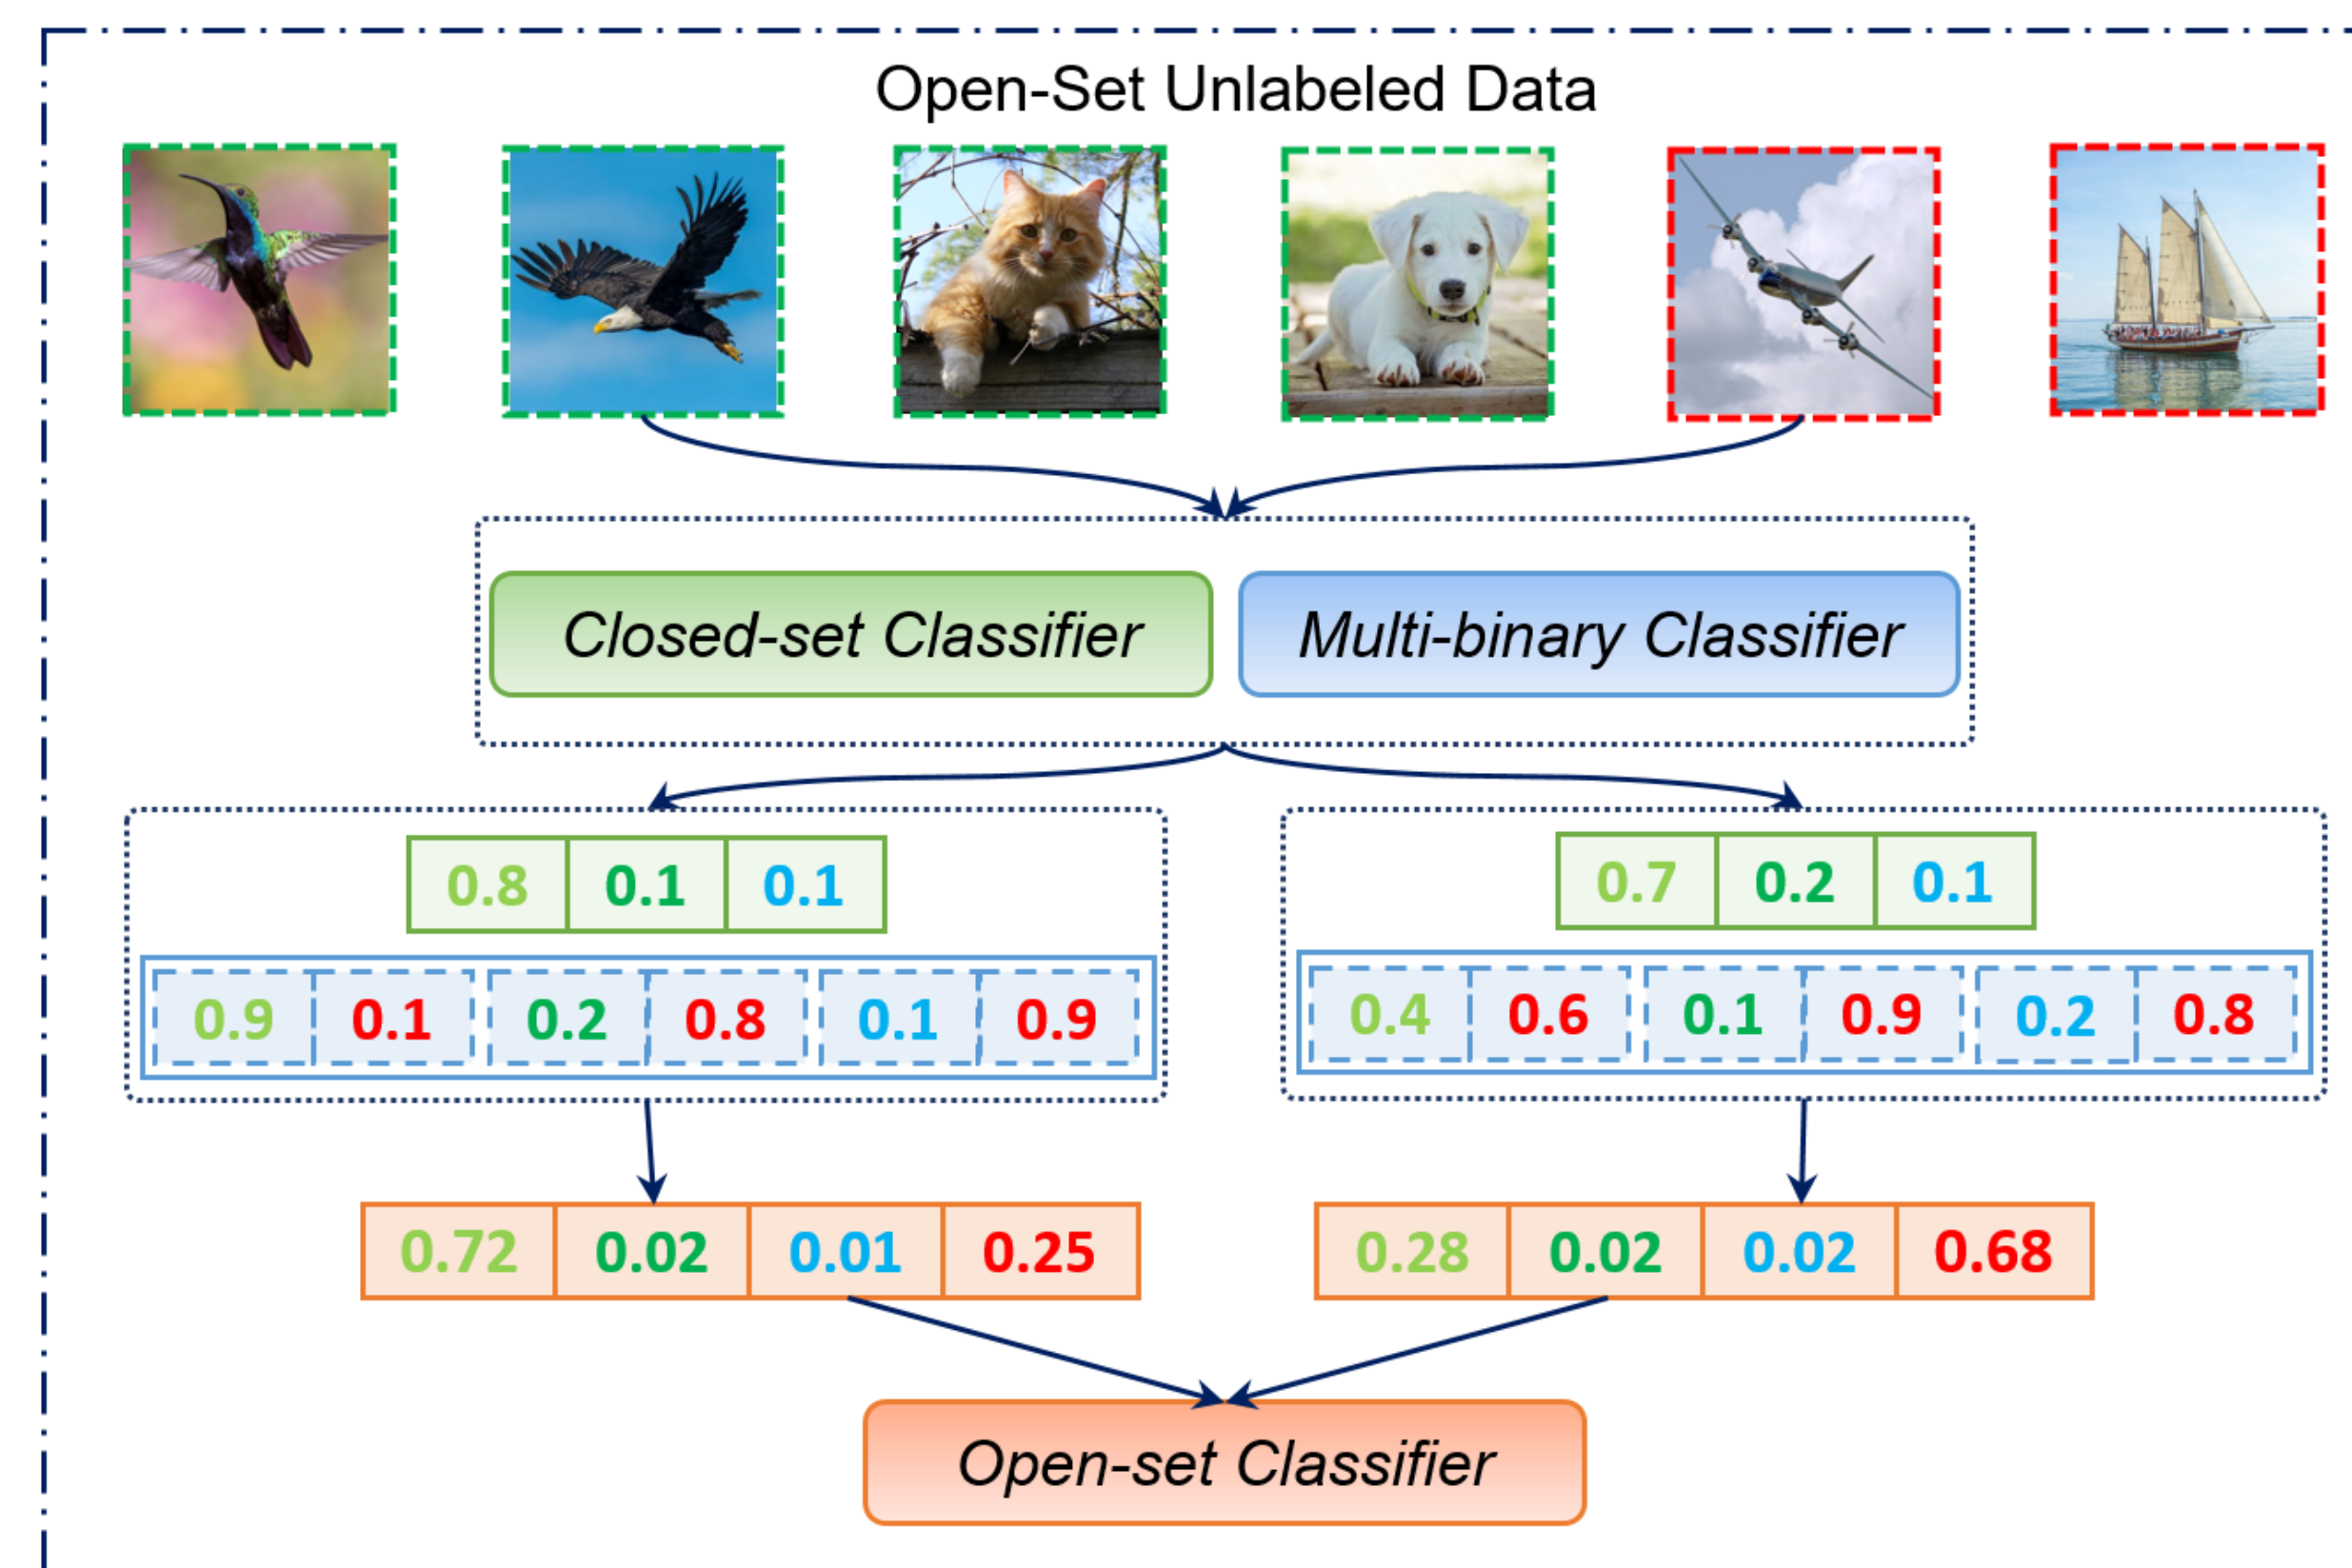 Open-Set Unlabeled Data
Closed-set Classifier Multi-binary Classifier
0.8 0.1 0.1
0.9 0.1 0.2 0.8 0.1 0.9
0.7 0.2 0.1
0.4 0.6 0.1 0.9 0.2 0.8
0.72 0.02 0.01 0.25
0.28 0.02 0.02 0.68
Open-set Classifier